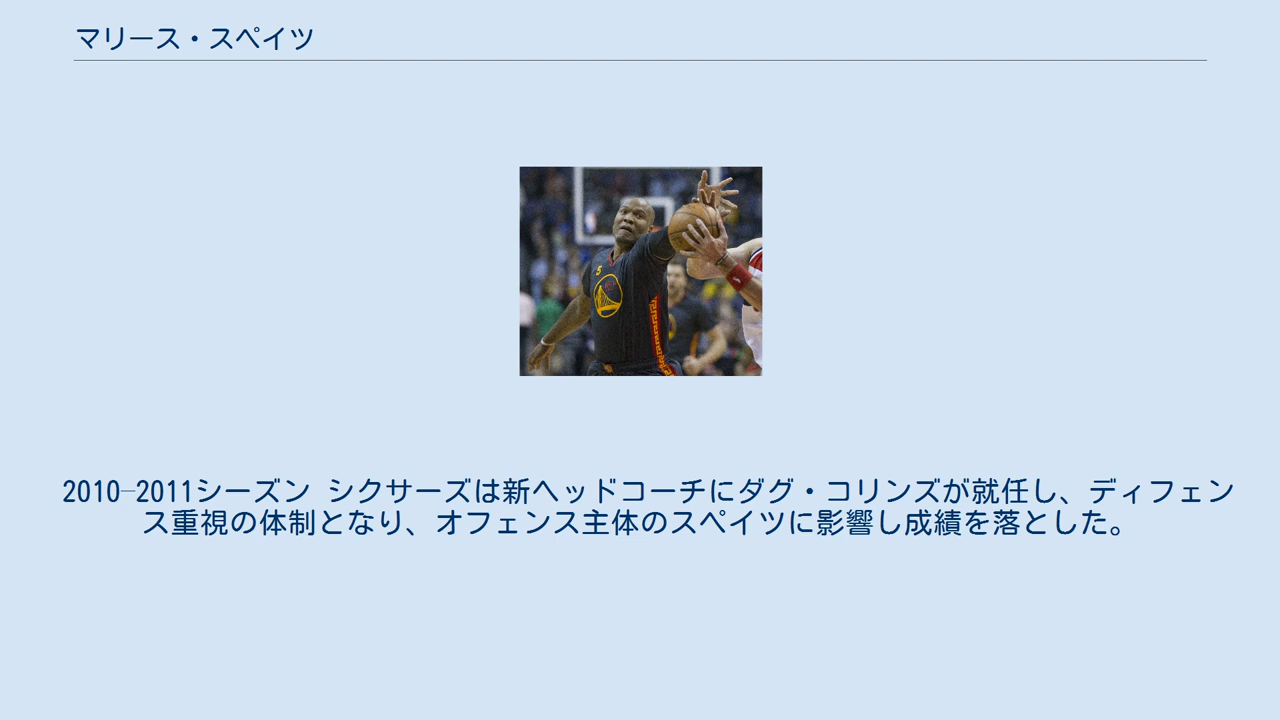 マリース・スペイツ
5
2010–2011シーズン シクサーズは新ヘッドコーチにダグ・コリンズが就任し、ディフェン
ス重視の体制となり、オフェンス主体のスペイツに影響し成績を落とした。